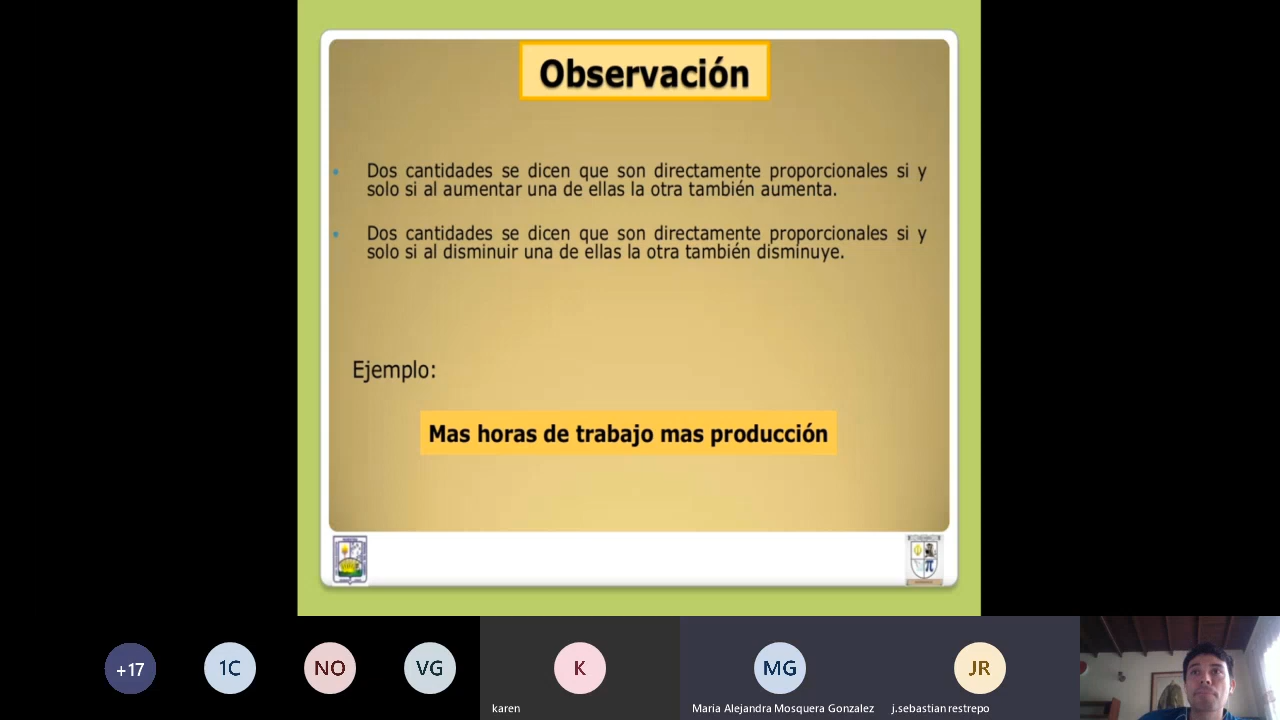 Observación
Dos cantidades se dicen que son directamente proporcionales si y
solo si al aumentar una de ellas la otra también aumenta.
Dos cantidades se dicen que son directamente proporcionales si y
solo si al disminuir una de ellas la otra también disminuye.
Ejemplo:
Mas horas de trabajo mas producción
+17
1C
NO
VG
K
MG
JR
karen
Maria Alejandra Mosquera Gonzalez
j.sebastian restrepo